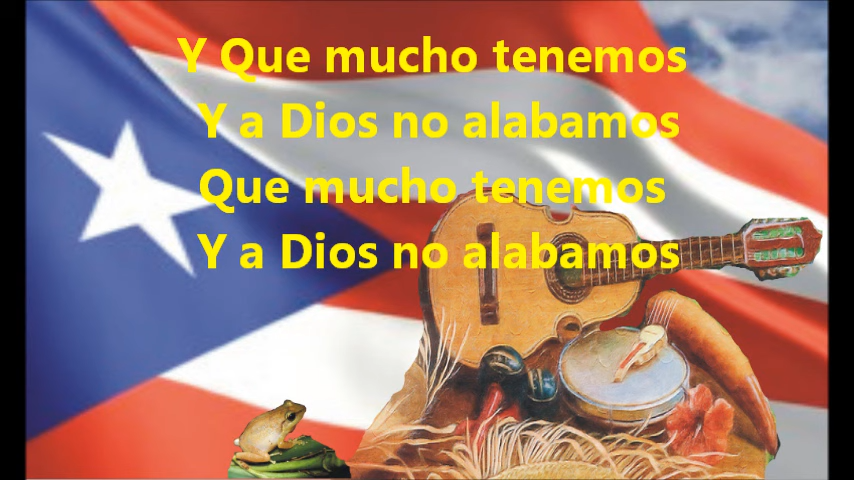 Y Que mucho tenemos
Y a Dios no alabamos
Que mucho tenemos
Y a Dios no alabamos